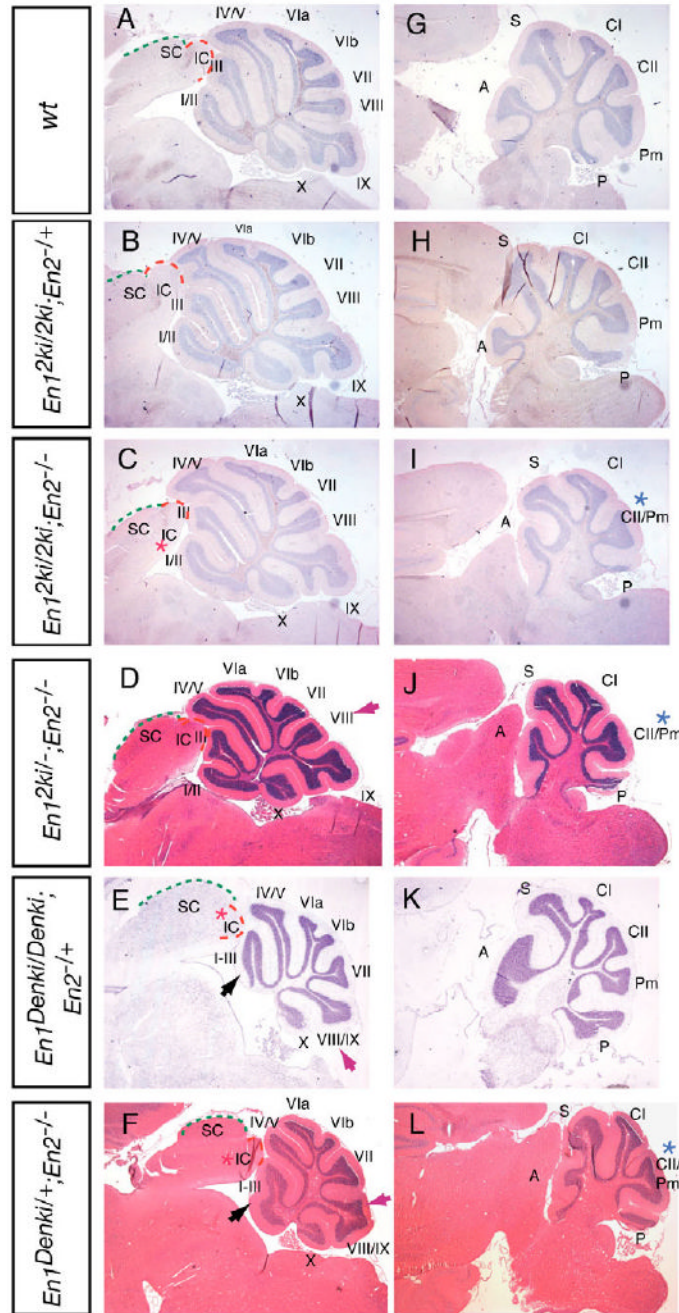 wt
A
IV/V
VIa
VIb
VII
VIII
IX
X
I/II
III
IC
SC
G
S
CI
CII
Pm
P
A
En1^2ki/2ki;En2^-/+
B
IV/V
VIa
VIb
VII
VIII
IX
X
I/II
III
IC
SC
H
S
CI
CII
Pm
P
A
En1^2ki/2ki;En2^-/-
C
IV/V
VIa
VIb
VII
VIII
IX
X
I/II
III
IC
SC
*
I
S
CI
*
CII/Pm
P
A
En1^2ki/-;En2^-/-
D
IV/V
VIa
VIb
VII
VIII
IX
X
I/II
III
IC
SC
J
S
CI
*
CII/Pm
P
A
En1^Denki/Denki;
En2^-/+
E
IV/V
VIa
VIb
VII
VIII/IX
X
I-III
IC
SC
*
K
S
CI
CII
Pm
P
A
En1^Denki/+;En2^-/-
F
IV/V
VIa
VIb
VII
VIII/IX
X
I-III
IC
SC
*
L
S
CI
*
CII/
Pm
P
A